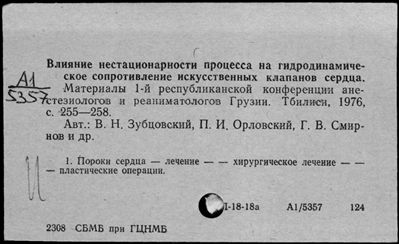 Влияние нестационарности процесса на гидродинамиче-
ское сопротивление искусственных клапанов сердца.
А1
5357
Материалы 1-й республиканской конференции ане-
стезиологов и реаниматологов Грузии. Тбилиси, 1976,
с. 255—258.
Авт.: В. Н. Зубцовский, П. И. Орловский, Г. В. Смир-
нов и др.
1. Пороки сердца — лечение — — хирургическое лечение — —
— пластические операции.
I-18-18а А1/5357 124
2308 СБМБ при ГЦНМБ